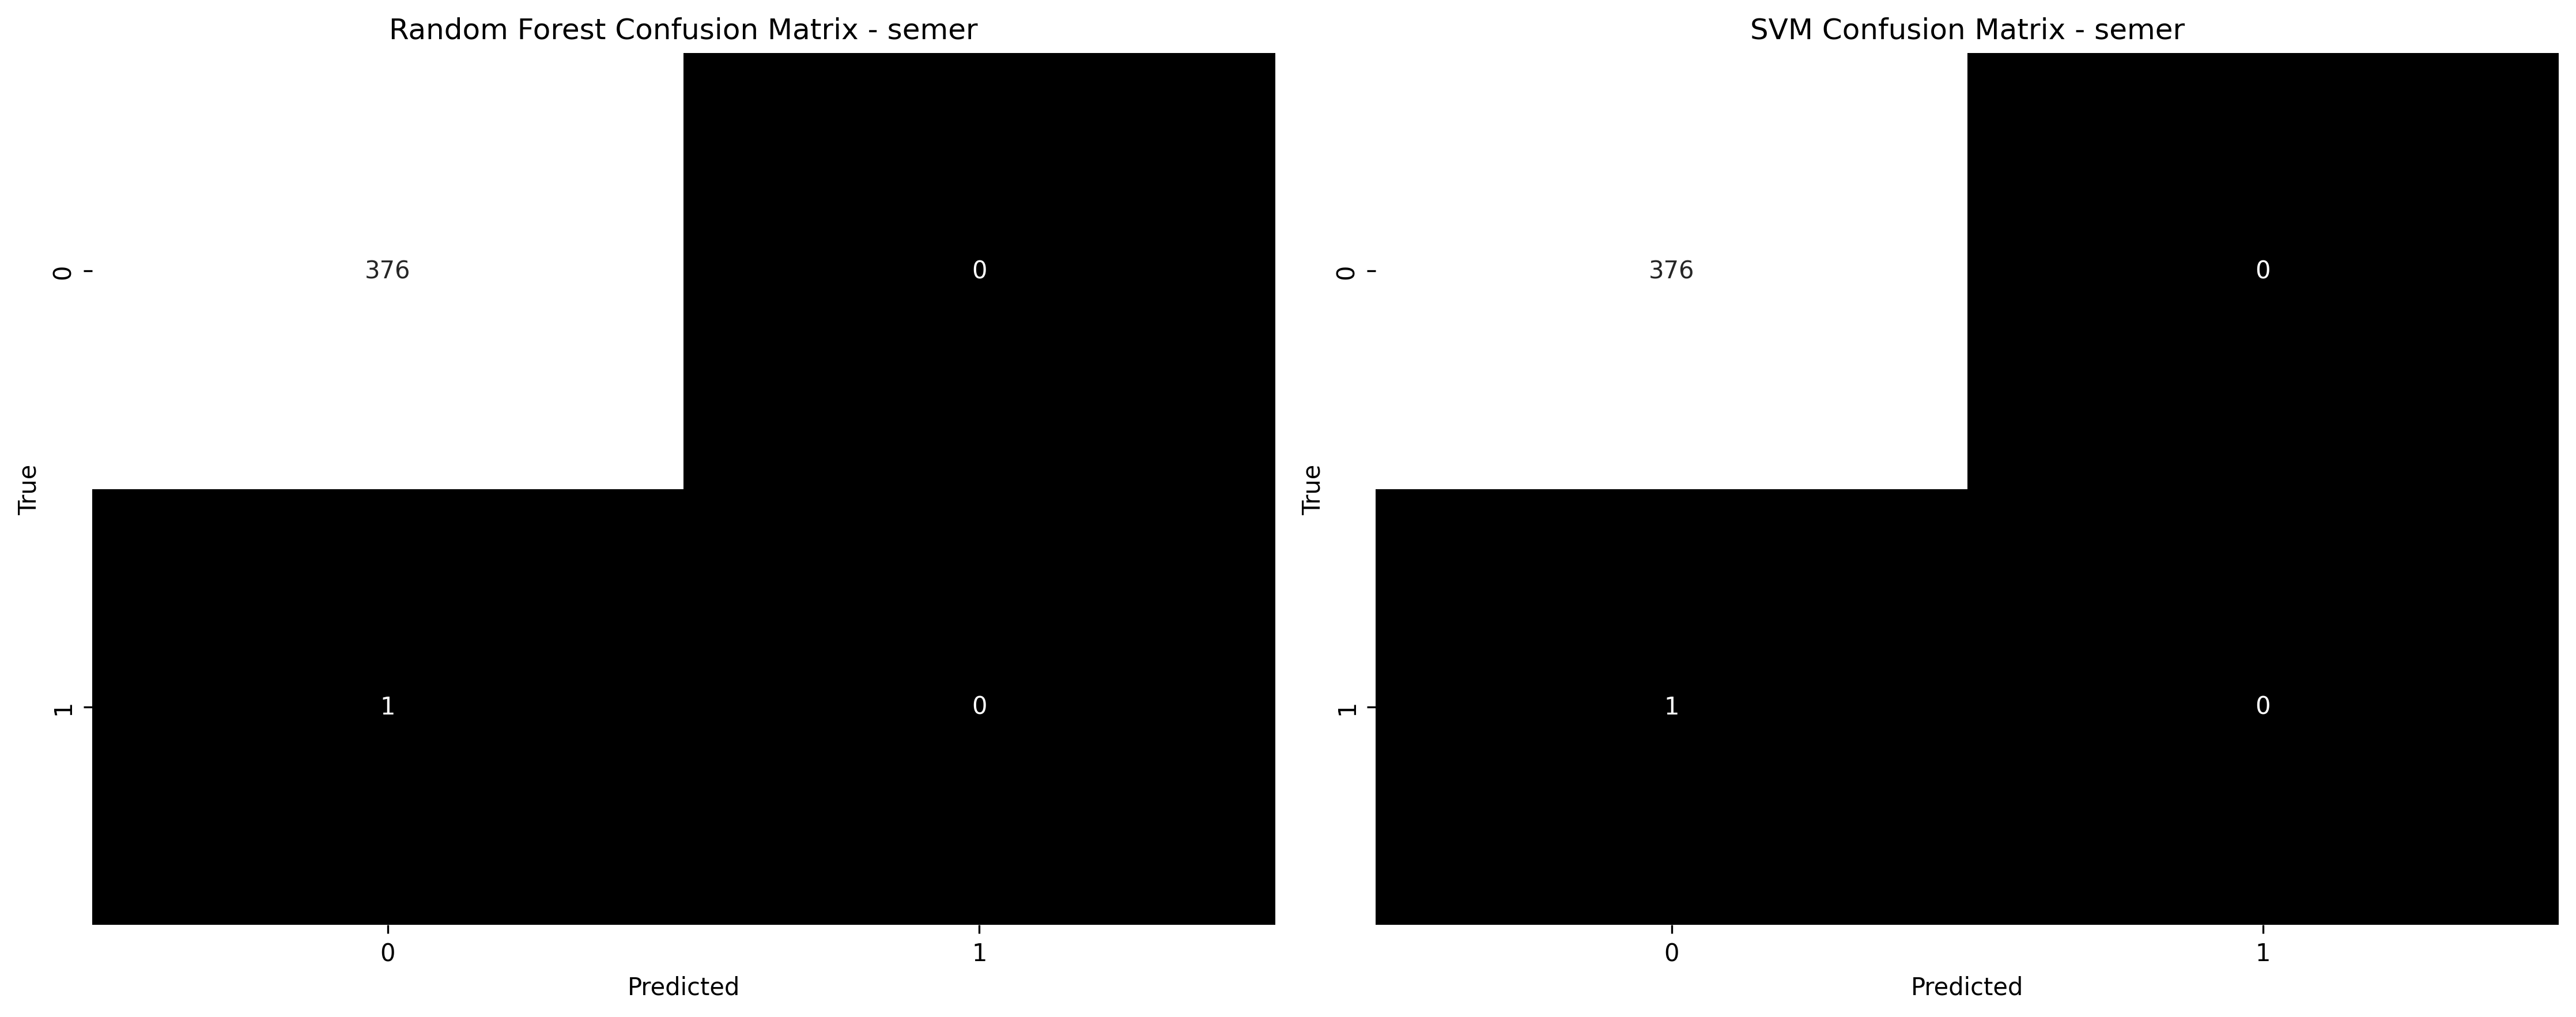 Random Forest Confusion Matrix - semer
True
0
376
0
1
1
0
0
1
Predicted
SVM Confusion Matrix - semer
True
0
376
0
1
1
0
0
1
Predicted